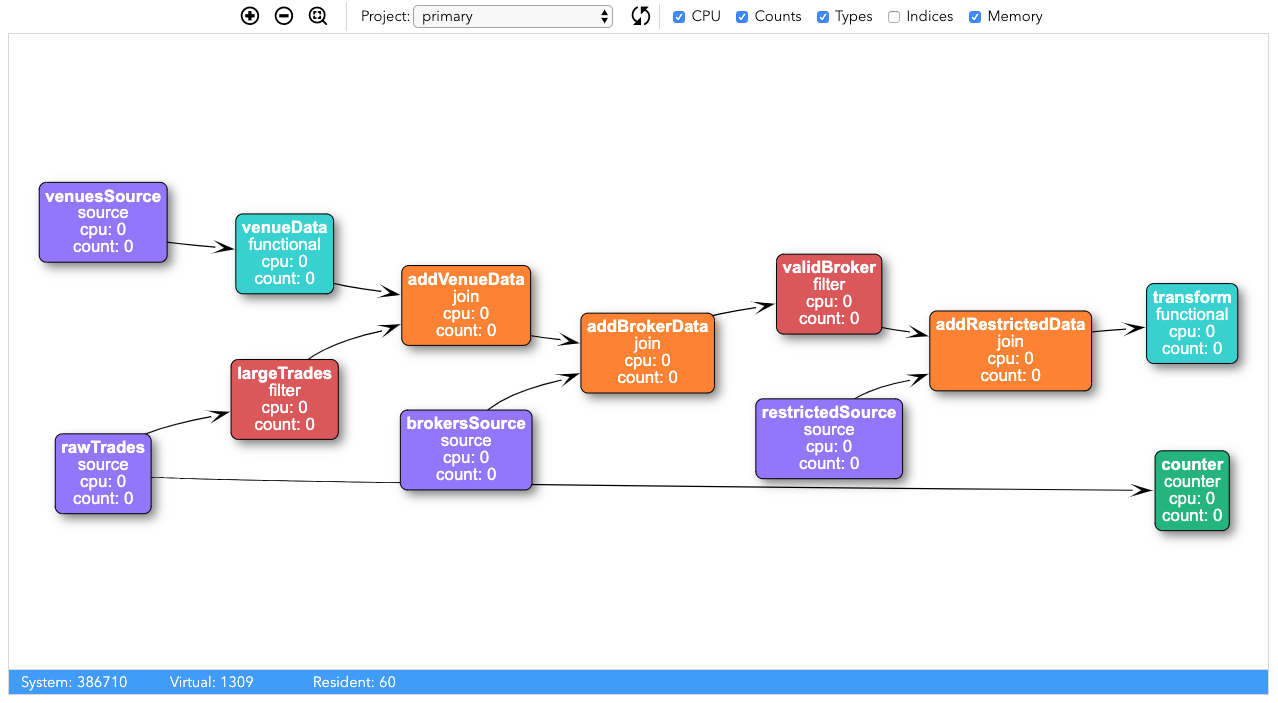 Project: primary CPU Counts Types Indices Memory
venuesSource
source
cpu: 0
count: 0
venueData
functional
cpu: 0
count: 0
addVenueData
join
cpu: 0
count: 0
largeTrades
filter
cpu: 0
count: 0
rawTrades
source
cpu: 0
count: 0
brokersSource
source
cpu: 0
count: 0
addBrokerData
join
cpu: 0
count: 0
validBroker
filter
cpu: 0
count: 0
restrictedSource
source
cpu: 0
count: 0
addRestrictedData
join
cpu: 0
count: 0
transform
functional
cpu: 0
count: 0
counter
counter
cpu: 0
count: 0
System: 386710 Virtual: 1309 Resident: 60